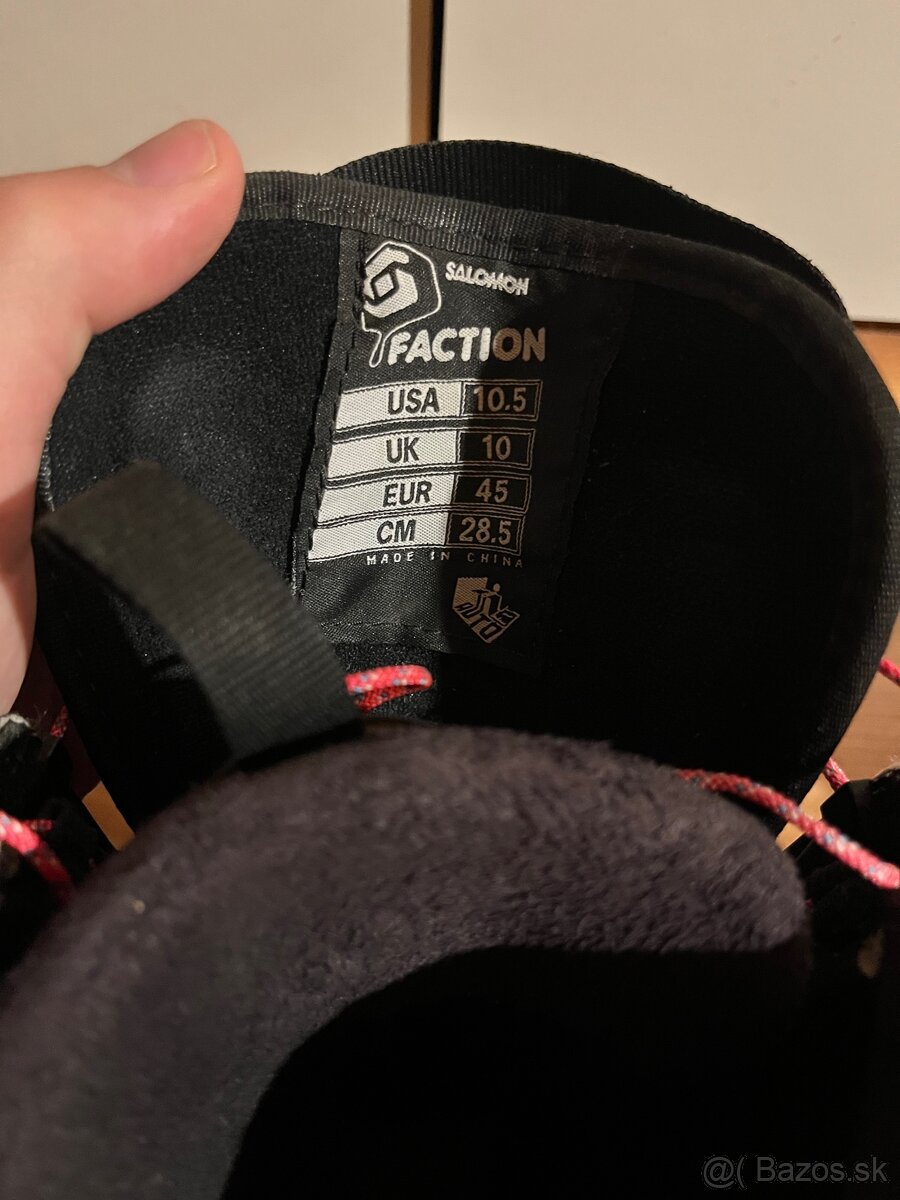 SALOMON
FACTION
USA 10.5
UK 10
EUR 45
CM 28.5
MADE IN CHINA
@( Bazos.sk